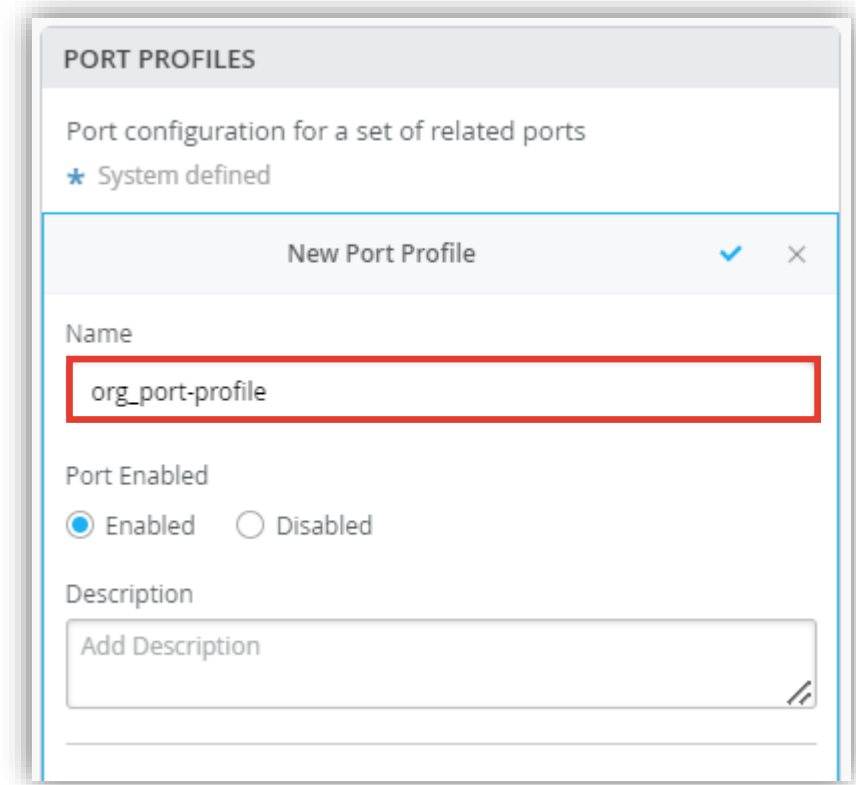 PORT PROFILES
Port configuration for a set of related ports
* System defined
New Port Profile
Name
org_port-profile
Port Enabled
Enabled Disabled
Description
Add Description